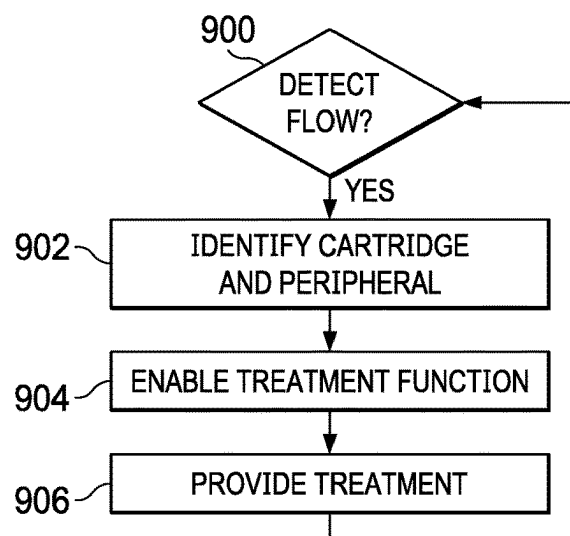 900
DETECT
FLOW?
YES
902
IDENTIFY CARTRIDGE
AND PERIPHERAL
904
ENABLE TREATMENT FUNCTION
906
PROVIDE TREATMENT